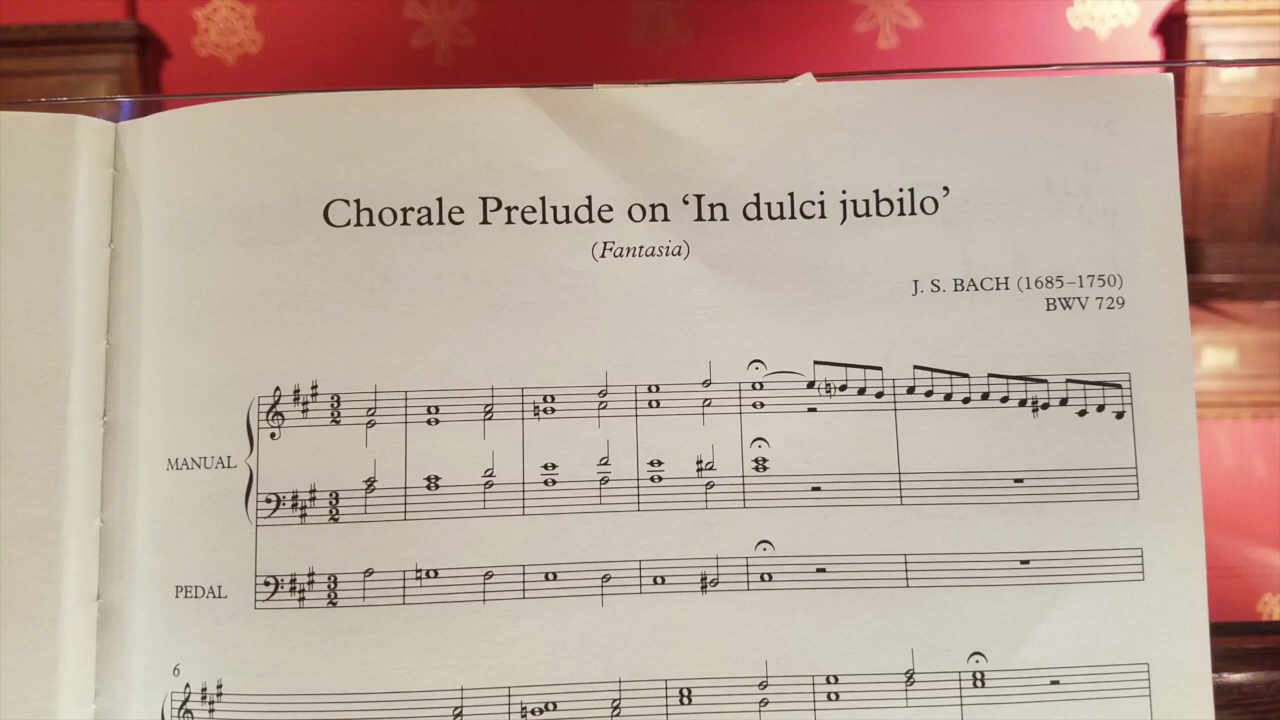 Chorale Prelude on ‘In dulci jubilo’
(Fantasia)
J. S. BACH (1685–1750)
BWV 729
MANUAL
PEDAL
6